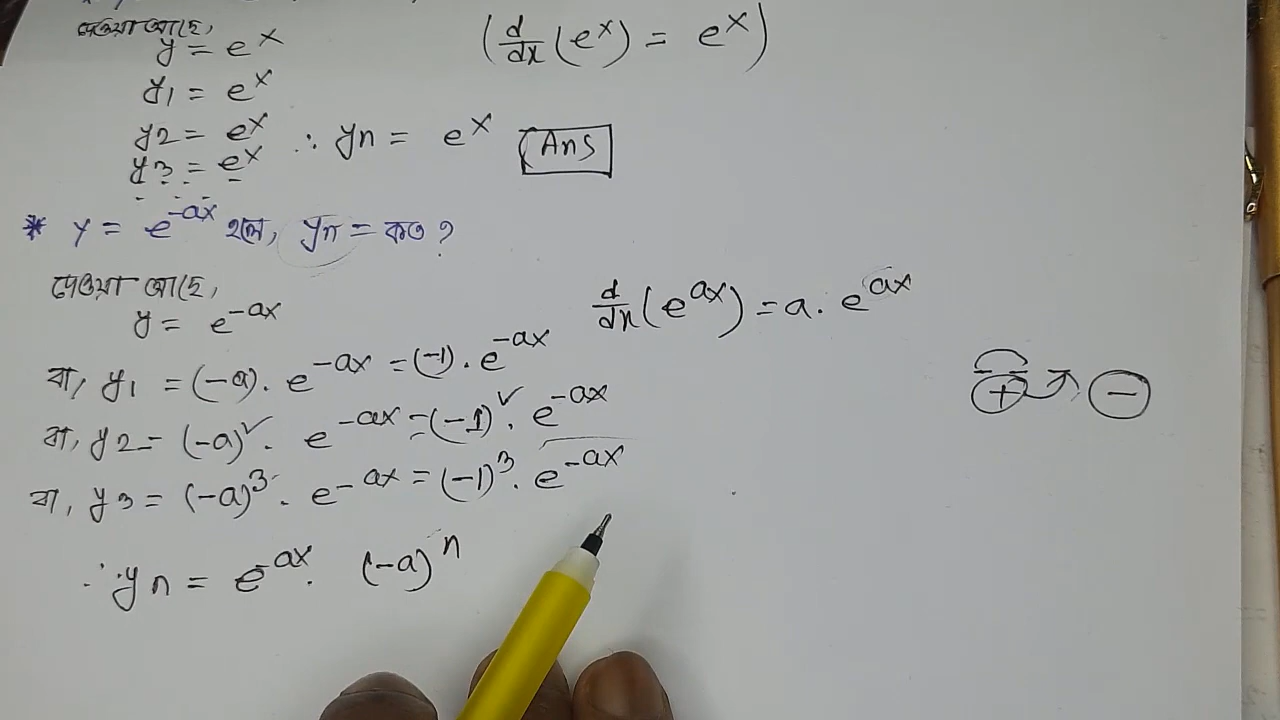 দেওয়া আছে,
y = e^x (d/dx (e^x) = e^x)
y1 = e^x
y2 = e^x ∴ yn = e^x Ans
y3 = e^x
* y = e^-ax হলে, yn = কত ?
দেওয়া আছে,
y = e^-ax d/dx (e^ax) = a. e^ax
বা, y1 = (-a). e^-ax = (-1). e^-ax
বা, y2 = (-a)^2. e^-ax = (-1)^2. e^-ax
বা, y3 = (-a)^3. e^-ax = (-1)^3. e^-ax
+ −
∴ yn = e^-ax. (-a)^n